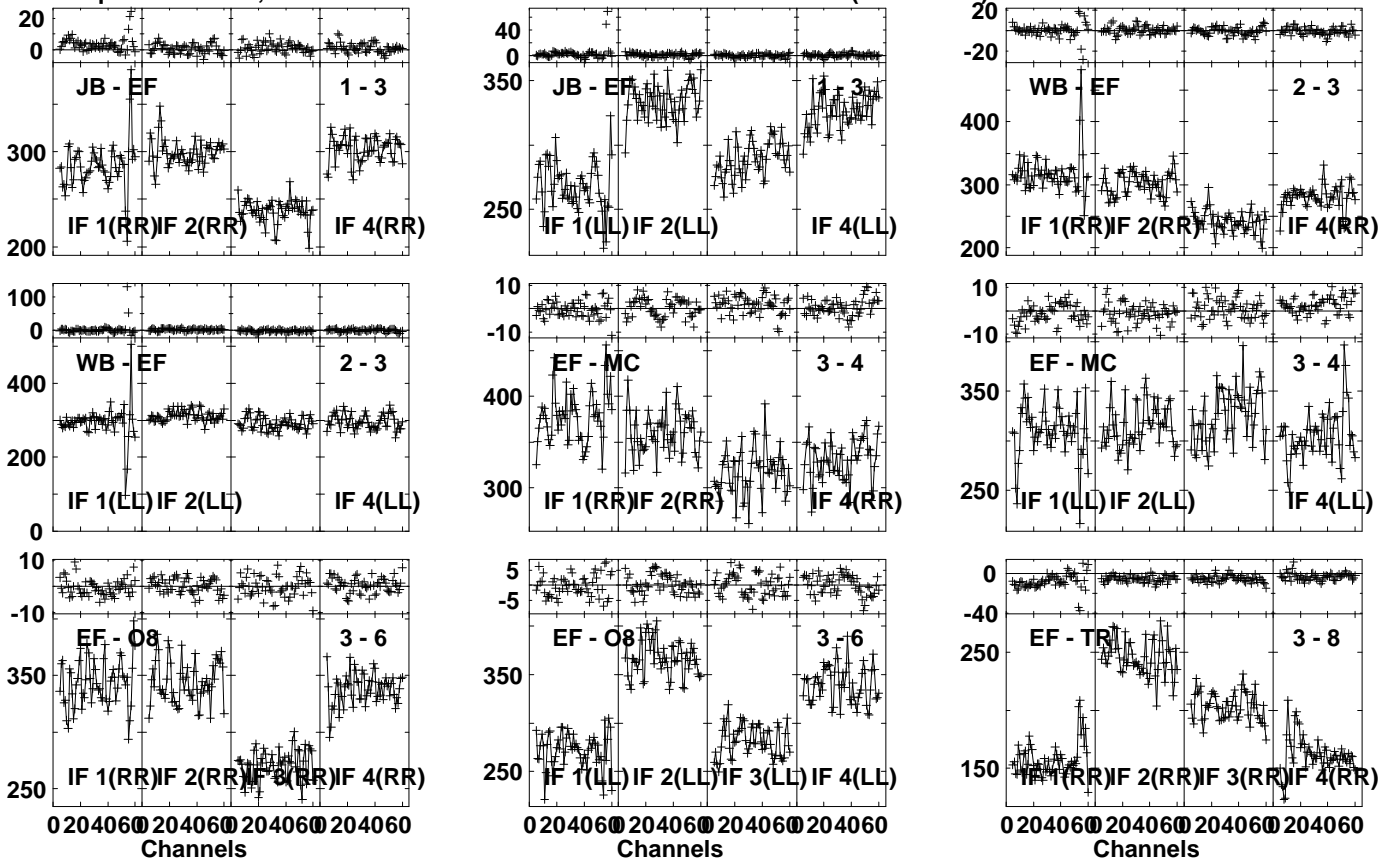 20
0
JB - EF
1 - 3
300
200
IF 1(RR)
IF 2(RR)
IF 4(RR)
40
0
350
JB - EF
1 - 3
250
IF 1(LL)
IF 2(LL)
IF 4(LL)
-20
WB - EF
2 - 3
400
300
200
IF 1(RR)
IF 2(RR)
IF 4(RR)
100
0
WB - EF
2 - 3
400
200
0
IF 1(LL)
IF 2(LL)
IF 4(LL)
10
-10
EF - MC
3 - 4
400
300
IF 1(RR)
IF 2(RR)
IF 4(RR)
10
-10
EF - MC
3 - 4
350
250
IF 1(LL)
IF 2(LL)
IF 4(LL)
10
-10
EF - O8
3 - 6
350
250
IF 1(RR)
IF 2(RR)
IF 3(RR)
IF 4(RR)
0 204060 0 204060 0 204060 0 204060
Channels
5
-5
EF - O8
3 - 6
350
250
IF 1(LL)
IF 2(LL)
IF 3(LL)
IF 4(LL)
0 204060 0 204060 0 204060 0 204060
Channels
0
-40
EF - TR
3 - 8
250
150
IF 1(RR)
IF 2(RR)
IF 3(RR)
IF 4(RR)
0 204060 0 204060 0 204060 0 204060
Channels